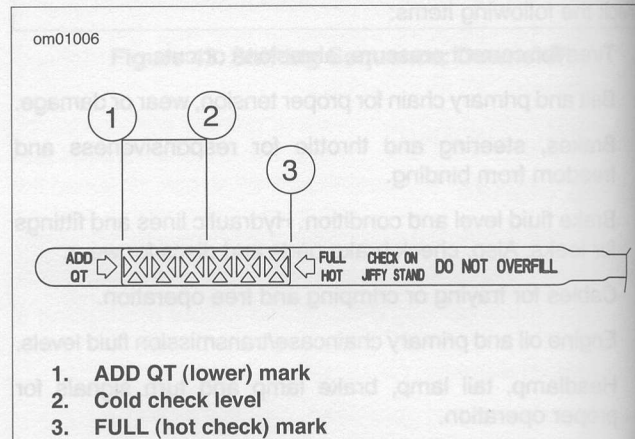 om01006
1
2
3
ADD
QT
FULL
HOT
CHECK ON
JIFFY STAND
DO NOT OVERFILL
1. ADD QT (lower) mark
2. Cold check level
3. FULL (hot check) mark